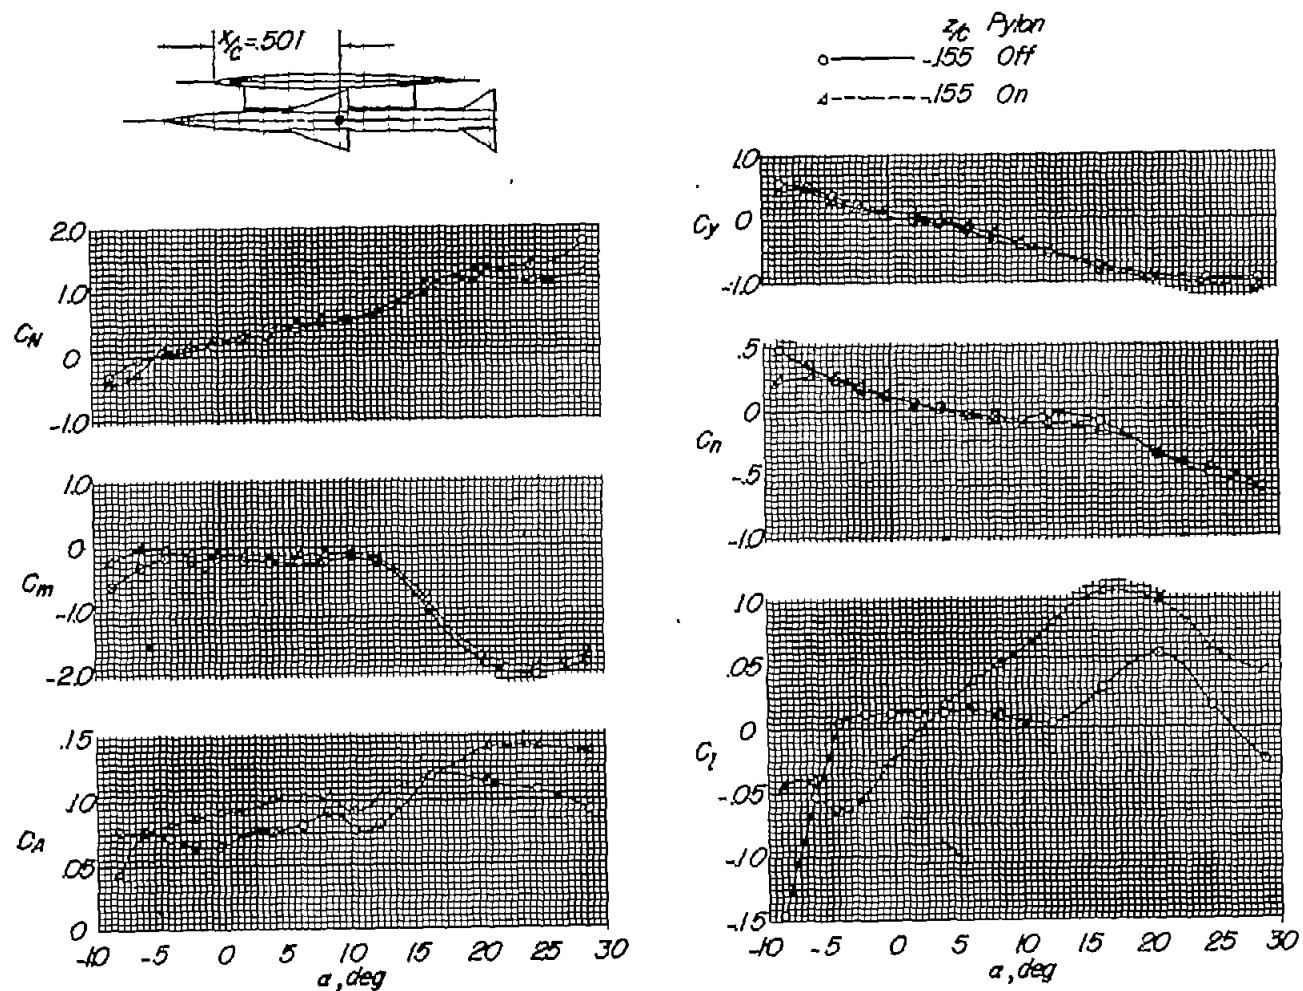 x/c=.501
z/c Pylon
-.155 Off
-.155 On
2.0
1.0
C_N 0
-1.0
1.0
0
C_m
-1.0
-2.0
.15
.10
C_A
.05
0
-10 -5 0 5 10 15 20 25 30
α, deg
1.0
C_y 0
-1.0
.5
0
C_n
-.5
-1.0
.10
.05
0
C_l
-.05
-.10
-.15
-10 -5 0 5 10 15 20 25 30
α, deg